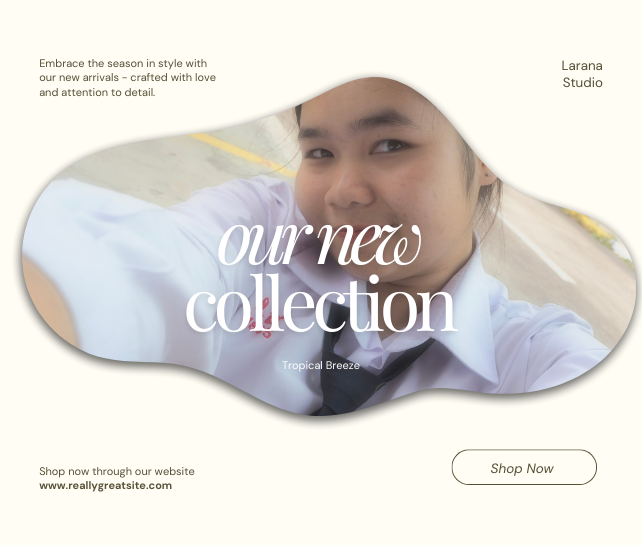 Embrace the season in style with
our new arrivals - crafted with love
and attention to detail.
Larana
Studio
our new
collection
Tropical Breeze
Shop now through our website
www.reallygreatsite.com
Shop Now